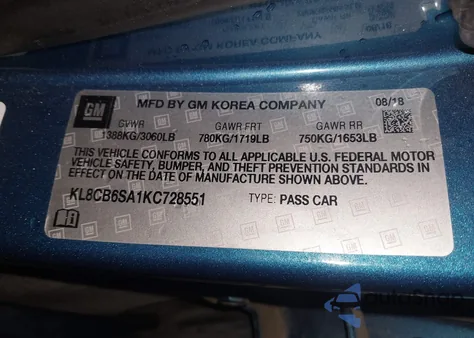 GM
MFD BY GM KOREA COMPANY
08/18
GVWR
GAWR FRT
GAWR RR
1388KG/3060LB
780KG/1719LB
750KG/1653LB
THIS VEHICLE CONFORMS TO ALL APPLICABLE U.S. FEDERAL MOTOR
VEHICLE SAFETY, BUMPER, AND THEFT PREVENTION STANDARDS IN
EFFECT ON THE DATE OF MANUFACTURE SHOWN ABOVE.
KL8CB6SA1KC728551
TYPE: PASS CAR